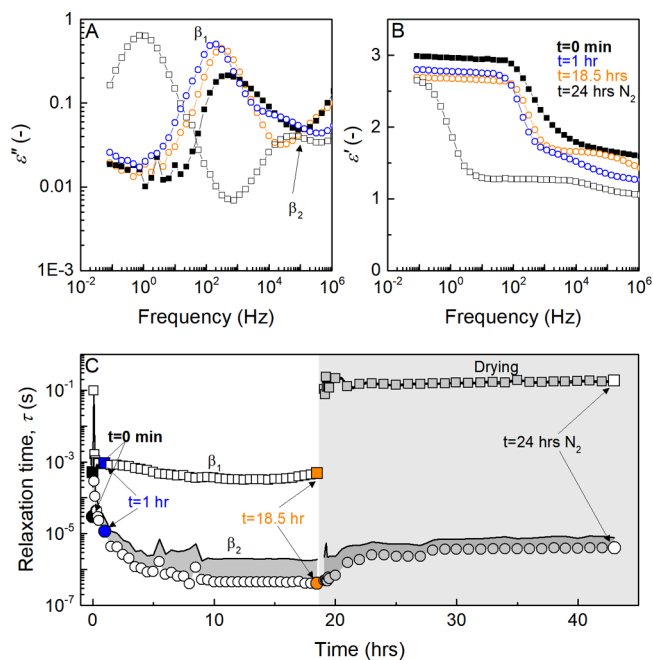 A
β₁
β₂
ε″ (-)
1
0.1
0.01
1E-3
10⁻² 10⁰ 10² 10⁴ 10⁶
Frequency (Hz)
B
t=0 min
t=1 hr
t=18.5 hrs
t=24 hrs N₂
ε′ (-)
3
2
1
0
10⁻² 10⁰ 10² 10⁴ 10⁶
Frequency (Hz)
C
Drying
t=0 min
t=24 hrs N₂
β₁
t=1 hr
t=18.5 hr
β₂
Relaxation time, τ (s)
10⁻¹
10⁻³
10⁻⁵
10⁻⁷
0 10 20 30 40
Time (hrs)